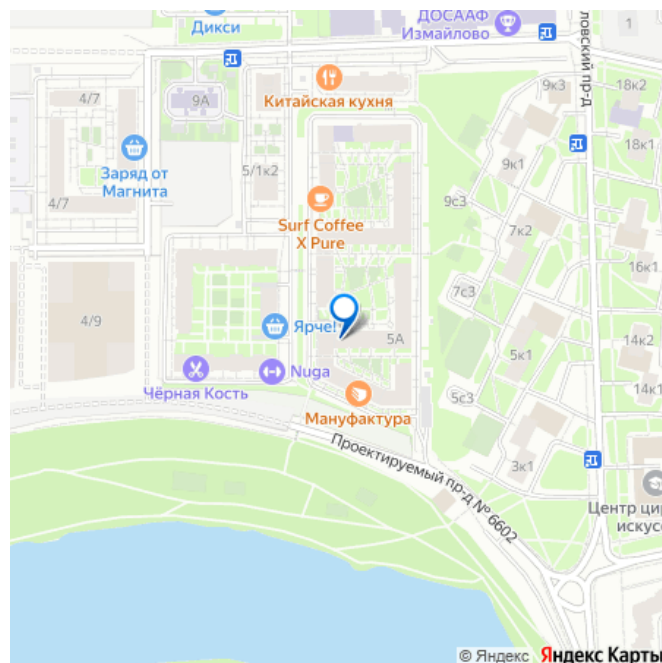 ДОСААФ
Измайлово
Дикси
1
ловский пр-д
9к3
18к2
Китайская кухня
4/7
9А
18к1
Заряд от
Магнита
5/1к2
9к1
4/7
9с3
Surf Coffee
X Pure
7к2
16к1
7с3
4/9
Ярче!
5А
14к2
5к1
Nuga
Чёрная Кость
14к1
5с3
Мануфактура
Проектируемый пр-д № 6602
3к1
Центр ци
искус
© Яндекс Яндекс Карты